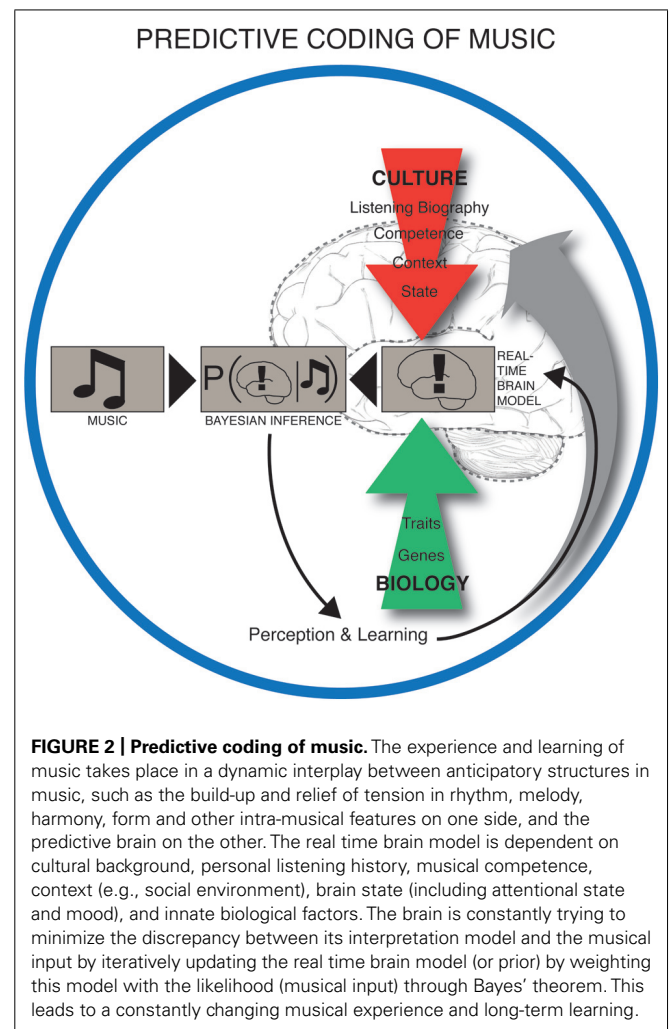 PREDICTIVE CODING OF MUSIC
CULTURE
Listening Biography
Competence
Context
State
MUSIC
P( ! | )
BAYESIAN INFERENCE
!
REAL-
TIME
BRAIN
MODEL
Traits
Genes
BIOLOGY
Perception & Learning
FIGURE 2 | Predictive coding of music. The experience and learning of
music takes place in a dynamic interplay between anticipatory structures in
music, such as the build-up and relief of tension in rhythm, melody,
harmony, form and other intra-musical features on one side, and the
predictive brain on the other. The real time brain model is dependent on
cultural background, personal listening history, musical competence,
context (e.g., social environment), brain state (including attentional state
and mood), and innate biological factors. The brain is constantly trying to
minimize the discrepancy between its interpretation model and the musical
input by iteratively updating the real time brain model (or prior) by weighting
this model with the likelihood (musical input) through Bayes' theorem. This
leads to a constantly changing musical experience and long-term learning.